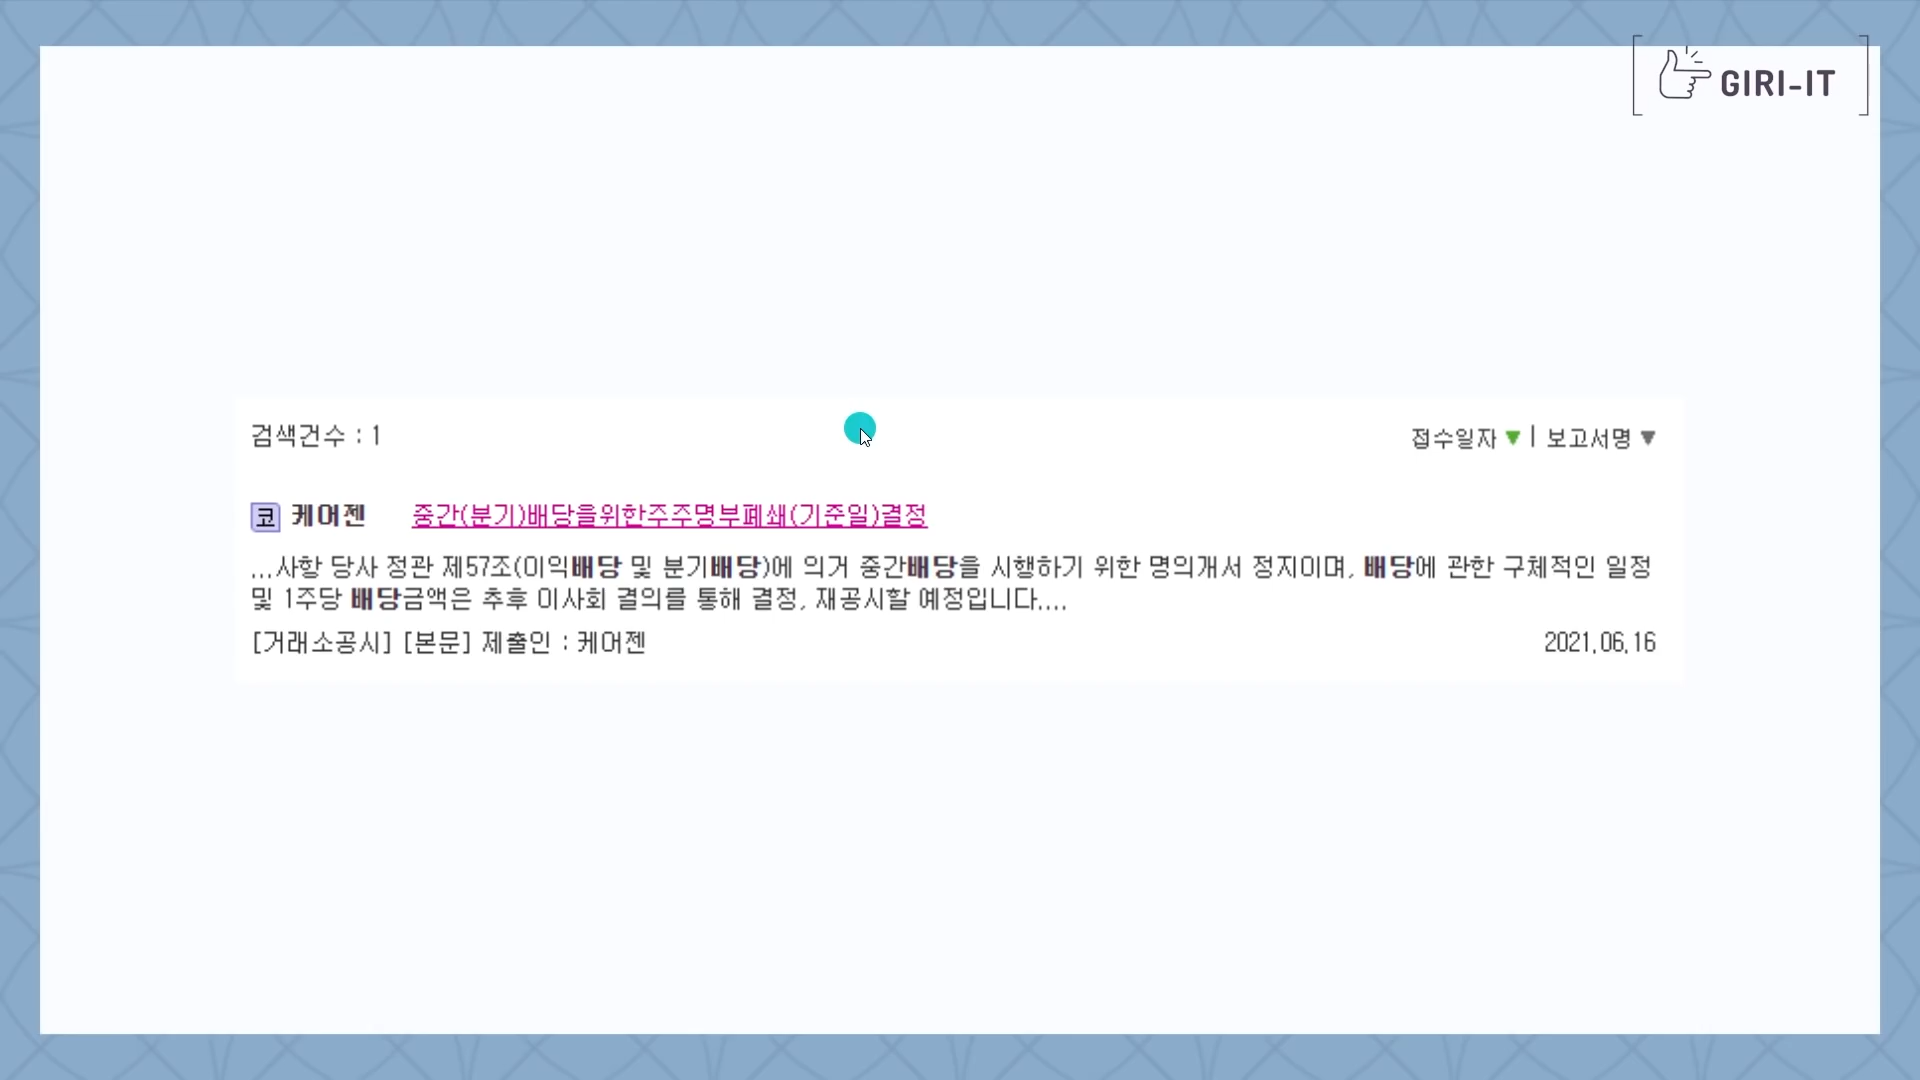 GIRI-IT
검색건수 : 1
접수일자 ▼ | 보고서명 ▼
코 케어젠 중간(분기)배당을위한주주명부폐쇄(기준일)결정
...사항 당사 정관 제57조(이익배당 및 분기배당)에 의거 중간배당을 시행하기 위한 명의개서 정지이며, 배당에 관한 구체적인 일정
및 1주당 배당금액은 추후 이사회 결의를 통해 결정, 재공시할 예정입니다....
[거래소공시] [본문] 제출인 : 케어젠
2021.06.16